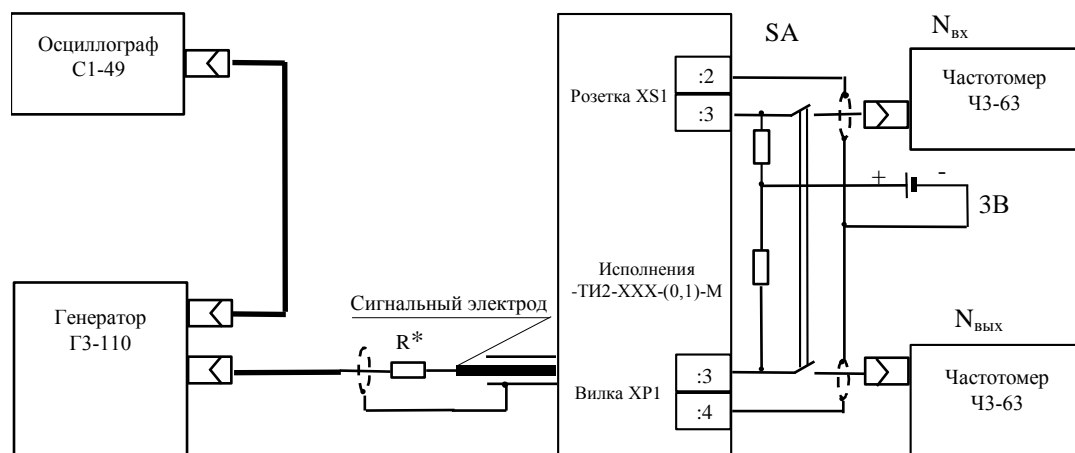 Осциллограф
С1-49
Генератор
Г3-110
Сигнальный электрод
R*
Розетка XS1
:2
:3
Исполнения
-ТИ2-ХХХ-(0,1)-М
Вилка XP1
:3
:4
SA
Nвх
Частотомер
Ч3-63
+
-
3В
Nвых
Частотомер
Ч3-63